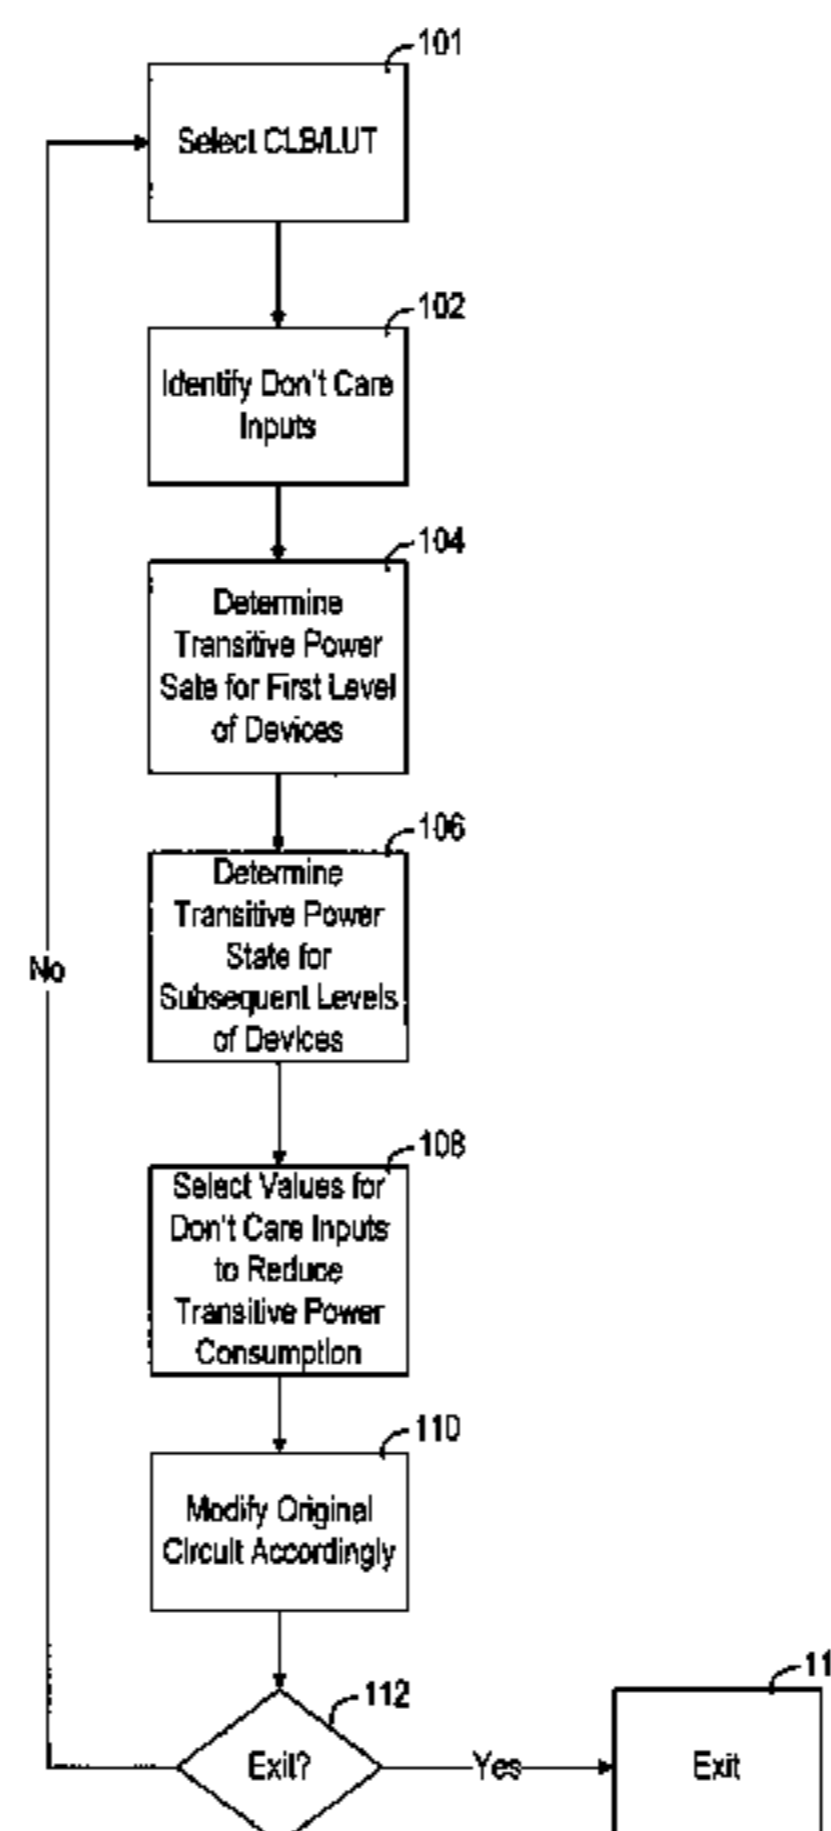 101
Select CLB/LUT
102
Identify Don't Care
Inputs
104
Determine
Transitive Power
Sate for First Level
of Devices
106
Determine
Transitive Power
State for
Subsequent Levels
of Devices
No
108
Select Values for
Don't Care Inputs
to Reduce
Transitive Power
Consumption
110
Modify Original
Circuit Accordingly
112
Exit?
Yes
11
Exit